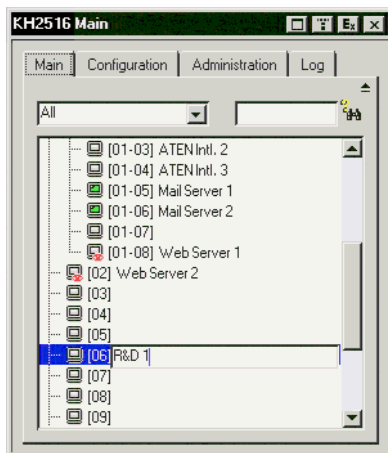 KH2516 Main
Ex
Main Configuration Administration Log
All
[01-03] ATEN Intl. 2
[01-04] ATEN Intl. 3
[01-05] Mail Server 1
[01-06] Mail Server 2
[01-07]
[01-08] Web Server 1
[02] Web Server 2
[03]
[04]
[05]
[06] R&D 1
[07]
[08]
[09]